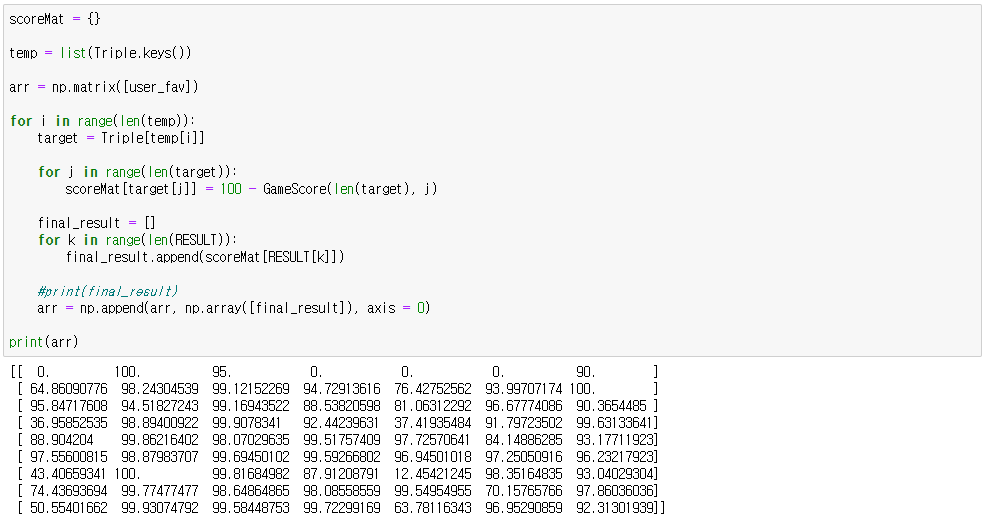 scoreMat = {}
temp = list(Triple.keys())
arr = np.matrix([user_fav])
for i in range(len(temp)):
    target = Triple[temp[i]]
    for j in range(len(target)):
        scoreMat[target[j]] = 100 - GameScore(len(target), j)
    final_result = []
    for k in range(len(RESULT)):
        final_result.append(scoreMat[RESULT[k]])
    #print(final_result)
    arr = np.append(arr, np.array([final_result]), axis = 0)
print(arr)
[[  0.         100.          95.           0.           0.           0.          90.        ]
 [ 64.86090776  98.24304539  99.12152269  94.72913616  76.42752562  93.99707174 100.        ]
 [ 95.84717608  94.51827243  99.16943522  88.53820598  81.06312292  96.67774086  90.3654485 ]
 [ 36.95852535  98.89400922  99.9078341   92.44239631  37.41935484  91.79723502  99.63133641]
 [ 88.904204    99.86216402  98.07029635  99.51757409  97.72570641  84.14886285  93.17711923]
 [ 97.55600815  98.87983707  99.69450102  99.59266802  96.94501018  97.25050916  96.23217923]
 [ 43.40659341 100.          99.81684982  87.91208791  12.45421245  98.35164835  93.04029304]
 [ 74.43693694  99.77477477  98.64864865  98.08558559  99.54954955  70.15765766  97.86036036]
 [ 50.55401662  99.93074792  99.58448753  99.72299169  63.78116343  96.95290859  92.31301939]]